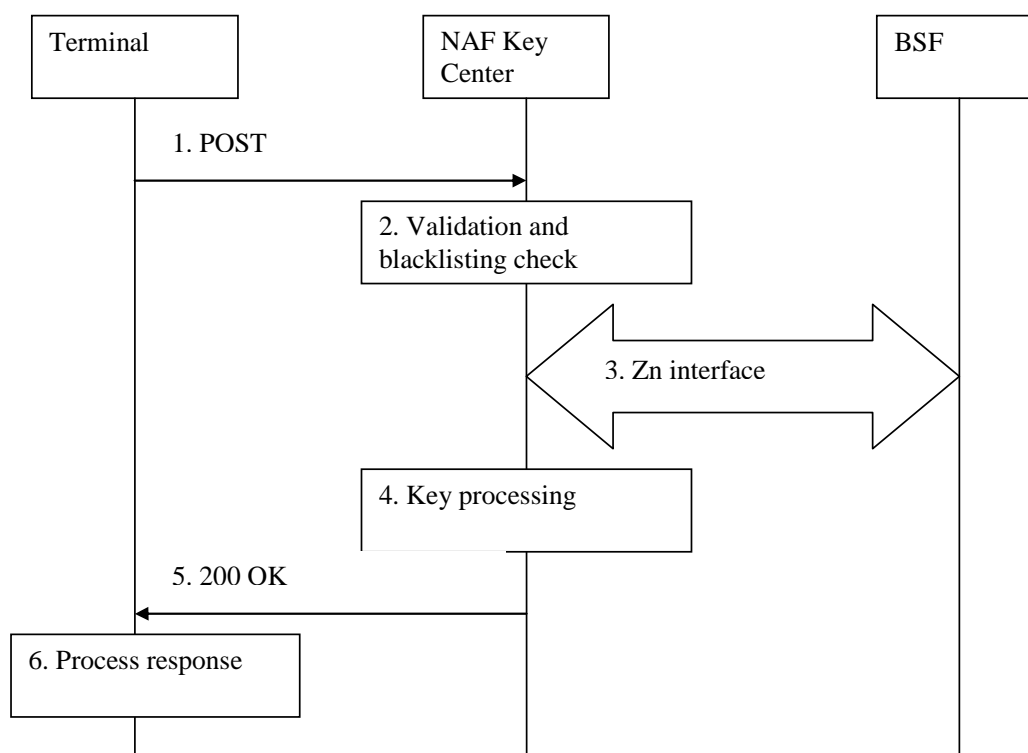 Terminal
NAF Key
Center
BSF
1. POST
2. Validation and
blacklisting check
3. Zn interface
4. Key processing
5. 200 OK
6. Process response